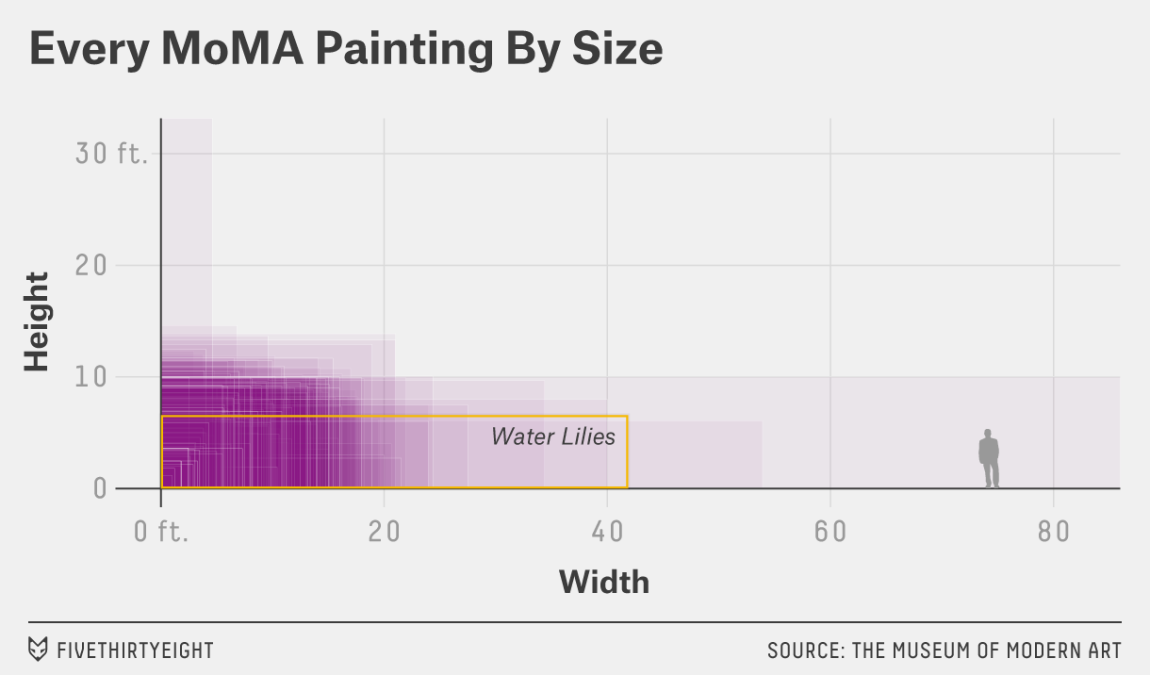 Every MoMA Painting By Size
Height
30 ft.
20
10
0
Water Lilies
0 ft.
20
40
60
80
Width
FIVETHIRTYEIGHT
SOURCE: THE MUSEUM OF MODERN ART